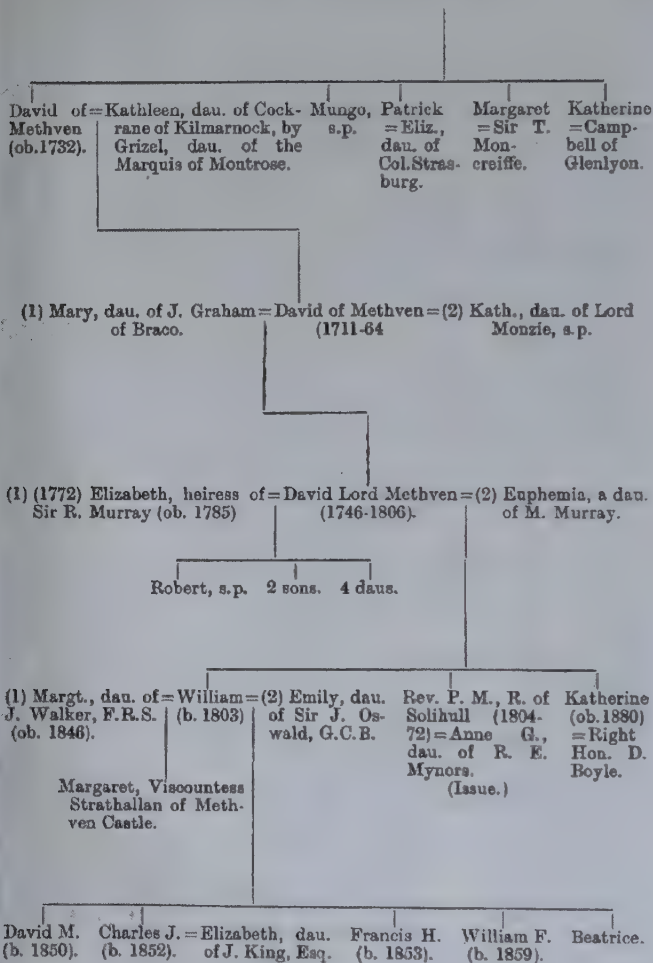 David of = Kathleen, dau. of Cock-
Methven rane of Kilmarnock, by
(ob.1732). Grizel, dau. of the
Marquis of Montrose.
Mungo,
s.p.
Patrick
= Eliz.,
dau. of
Col. Stras-
burg.
Margaret
= Sir T.
Mon-
creiffe.
Katherine
= Camp-
bell of
Glenlyon.
(1) Mary, dau. of J. Graham = David of Methven = (2) Kath., dau. of Lord
of Braco. (1711-64 Monzie, s.p.
(1) (1772) Elizabeth, heiress of = David Lord Methven = (2) Euphemia, a dau.
Sir R. Murray (ob. 1785) (1746-1806). of M. Murray.
Robert, s.p. 2 sons. 4 daus.
(1) Margt., dau. of = William = (2) Emily, dau.
J. Walker, F.R.S. (b. 1803) of Sir J. Os-
(ob. 1846). wald, G.C.B.
Rev. P. M., R. of
Solihull (1804-
72) = Anne G.,
dau. of R. E.
Mynors.
(Issue.)
Katherine
(ob. 1880)
= Right
Hon. D.
Boyle.
Margaret, Viscountess
Strathallan of Meth-
ven Castle.
David M. Charles J. = Elizabeth, dau. Francis H. William F. Beatrice.
(b. 1850). (b. 1852). of J. King, Esq. (b. 1853). (b. 1859).